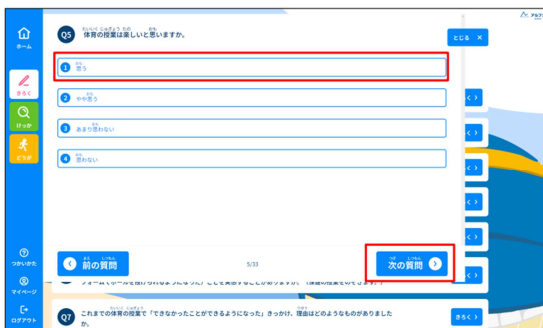 Q5 体育の授業は楽しいと思いますか。
とじる ×
1 思う
2 やや思う
3 あまり思わない
4 思わない
前の質問
5/33
次の質問
Q7 これまでの体育の授業で「できなかったことができるようになった」きっかけ、理由はどのようなものがありました
か。
きろく
ホーム
きろく
けっか
どうが
つかいかた
マイページ
ログアウト